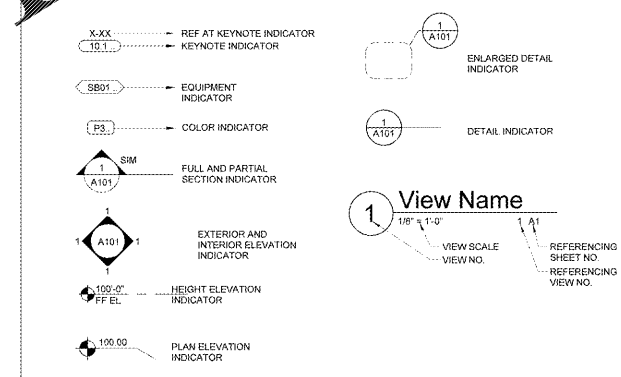 X-XX REF AT KEYNOTE INDICATOR
10.1 .. KEYNOTE INDICATOR
SB01 .. EQUIPMENT
INDICATOR
P3.. COLOR INDICATOR
SIM
1
A101
FULL AND PARTIAL
SECTION INDICATOR
1
1 A101 1
1
EXTERIOR AND
INTERIOR ELEVATION
INDICATOR
100'-0"
FF EL
HEIGHT ELEVATION
INDICATOR
100.00
PLAN ELEVATION
INDICATOR
1
A101
ENLARGED DETAIL
INDICATOR
1
A101
DETAIL INDICATOR
1
View Name
1/8" = 1'-0" 1 A1
VIEW SCALE
VIEW NO.
REFERENCING
SHEET NO.
REFERENCING
VIEW NO.